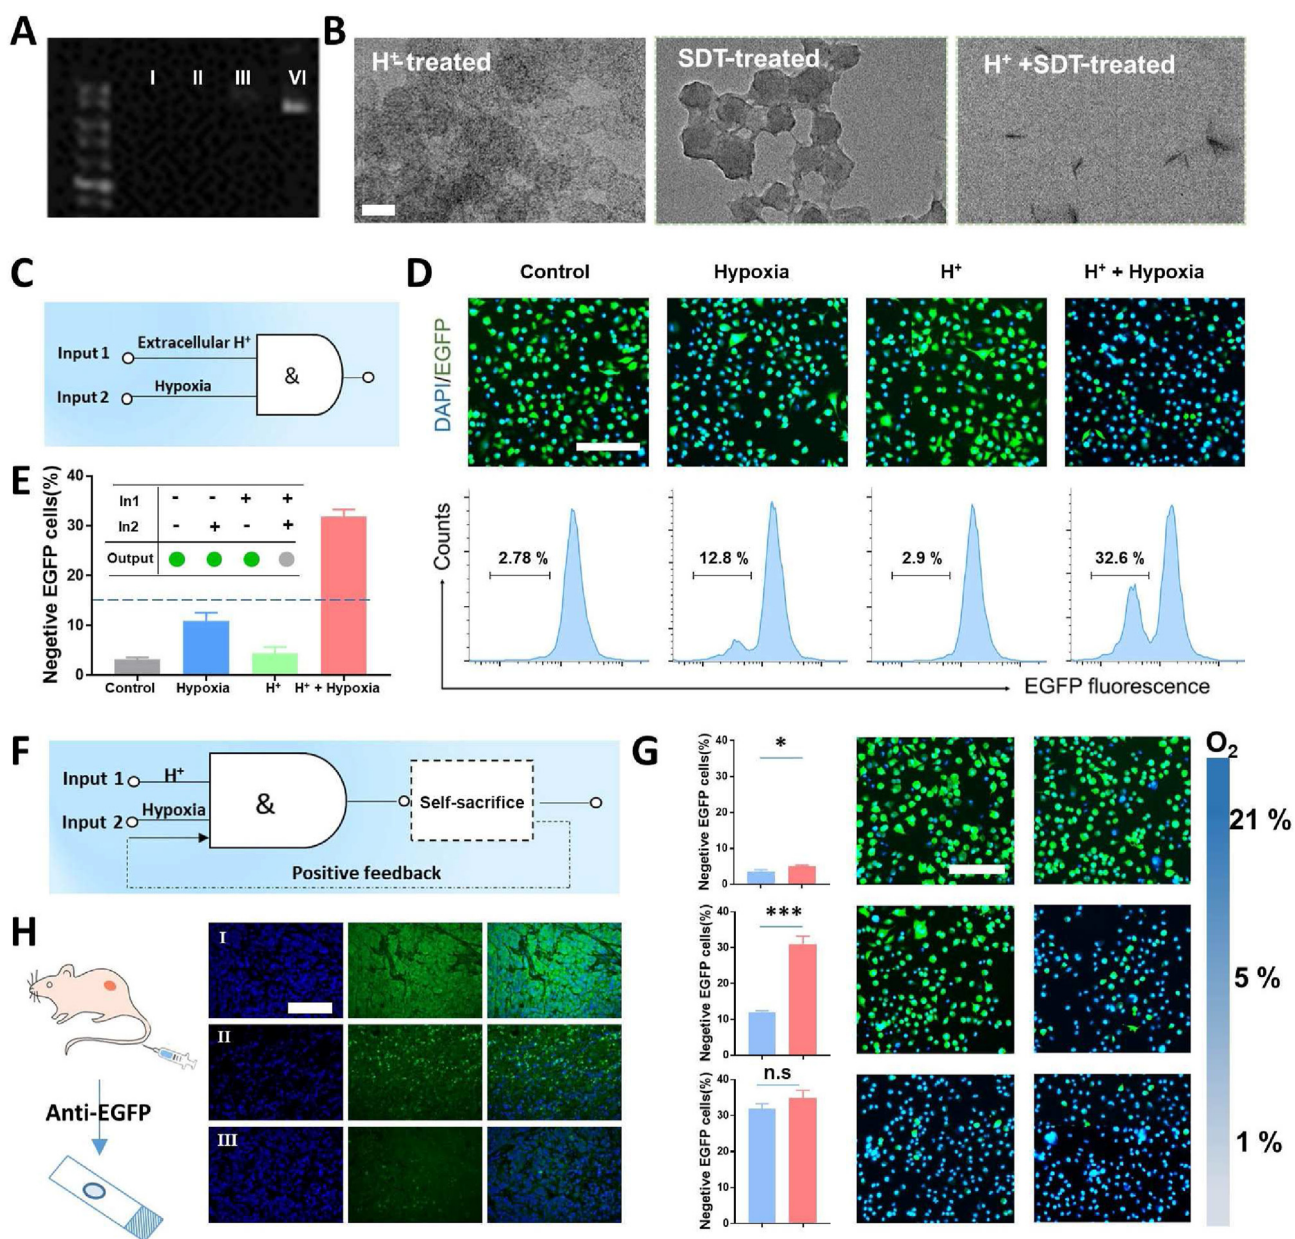 A
I II III VI
B
H⁺-treated
SDT-treated
H⁺ +SDT-treated
C
Input 1
Extracellular H⁺
Input 2
Hypoxia
&
D
Control
Hypoxia
H⁺
H⁺ + Hypoxia
DAPI/EGFP
Counts
2.78 %
12.8 %
2.9 %
32.6 %
EGFP fluorescence
E
Negetive EGFP cells(%)
40
30
20
10
0
In1 - - + +
In2 - + - +
Output
Control
Hypoxia
H⁺
H⁺ + Hypoxia
F
Input 1
H⁺
Input 2
Hypoxia
&
Self-sacrifice
Positive feedback
G
Negetive EGFP cells(%)
40
30
20
10
0
*
Negetive EGFP cells(%)
40
30
20
10
0
***
Negetive EGFP cells(%)
40
30
20
10
0
n.s
O₂
21 %
5 %
1 %
H
Anti-EGFP
I
II
III